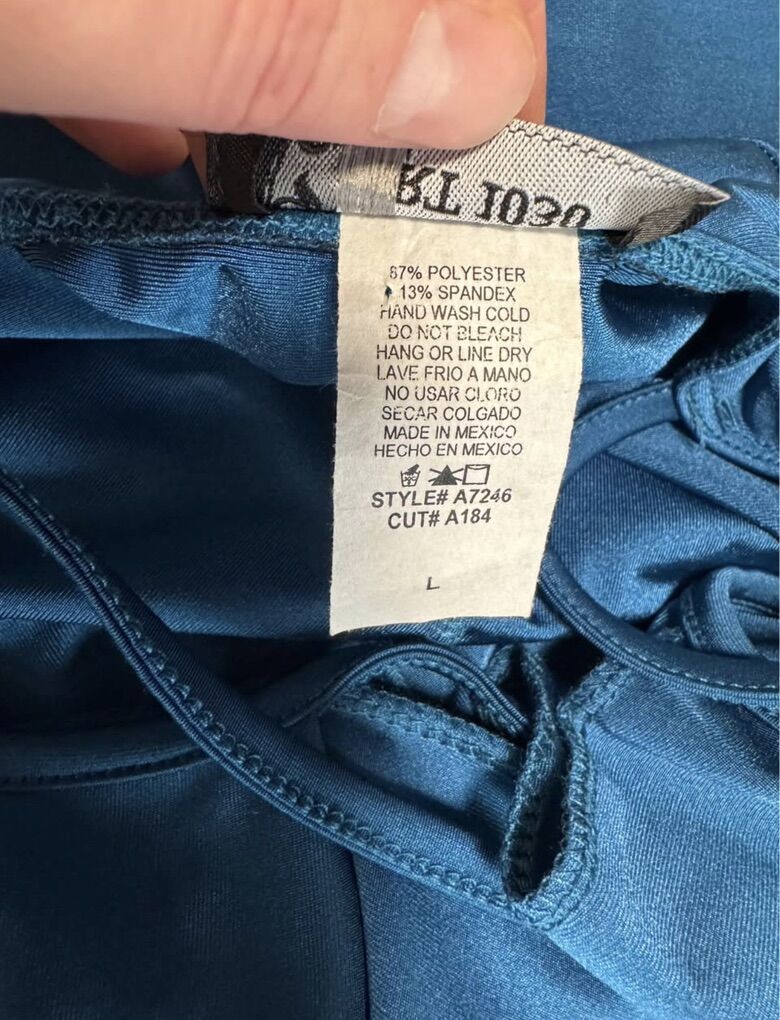 87% POLYESTER
13% SPANDEX
HAND WASH COLD
DO NOT BLEACH
HANG OR LINE DRY
LAVE FRIO A MANO
NO USAR CLORO
SECAR COLGADO
MADE IN MEXICO
HECHO EN MEXICO
STYLE# A7246
CUT# A184
L